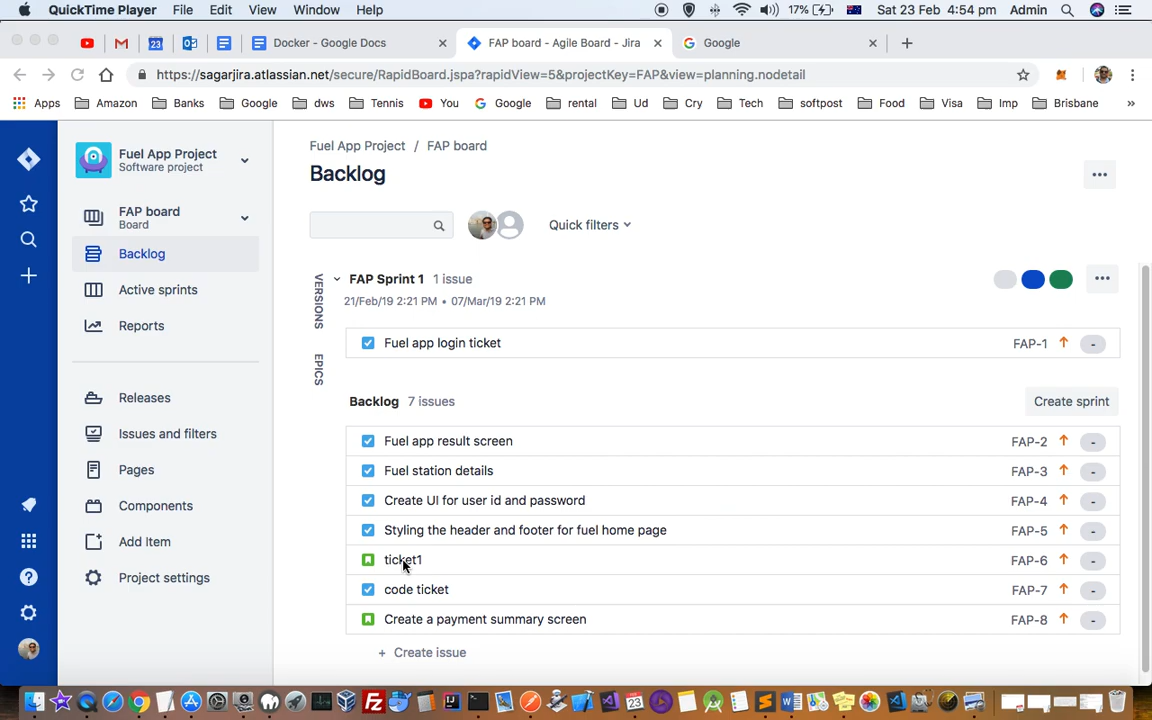 QuickTime Player File Edit View Window Help 17% Sat 23 Feb 4:54 pm Admin
23 Docker - Google Docs FAP board - Agile Board - Jira Google
https://sagarjira.atlassian.net/secure/RapidBoard.jspa?rapidView=5&projectKey=FAP&view=planning.nodetail
Apps Amazon Banks Google dws Tennis You Google rental Ud Cry Tech softpost Food Visa Imp Brisbane »
Fuel App Project
Software project
FAP board
Board
Backlog
Active sprints
Reports
Releases
Issues and filters
Pages
Components
Add Item
Project settings
Fuel App Project / FAP board
Backlog
Quick filters
VERSIONS
EPICS
FAP Sprint 1 1 issue
21/Feb/19 2:21 PM • 07/Mar/19 2:21 PM
Fuel app login ticket FAP-1 -
Backlog 7 issues Create sprint
Fuel app result screen FAP-2 -
Fuel station details FAP-3 -
Create UI for user id and password FAP-4 -
Styling the header and footer for fuel home page FAP-5 -
ticket1 FAP-6 -
code ticket FAP-7 -
Create a payment summary screen FAP-8 -
+ Create issue
23